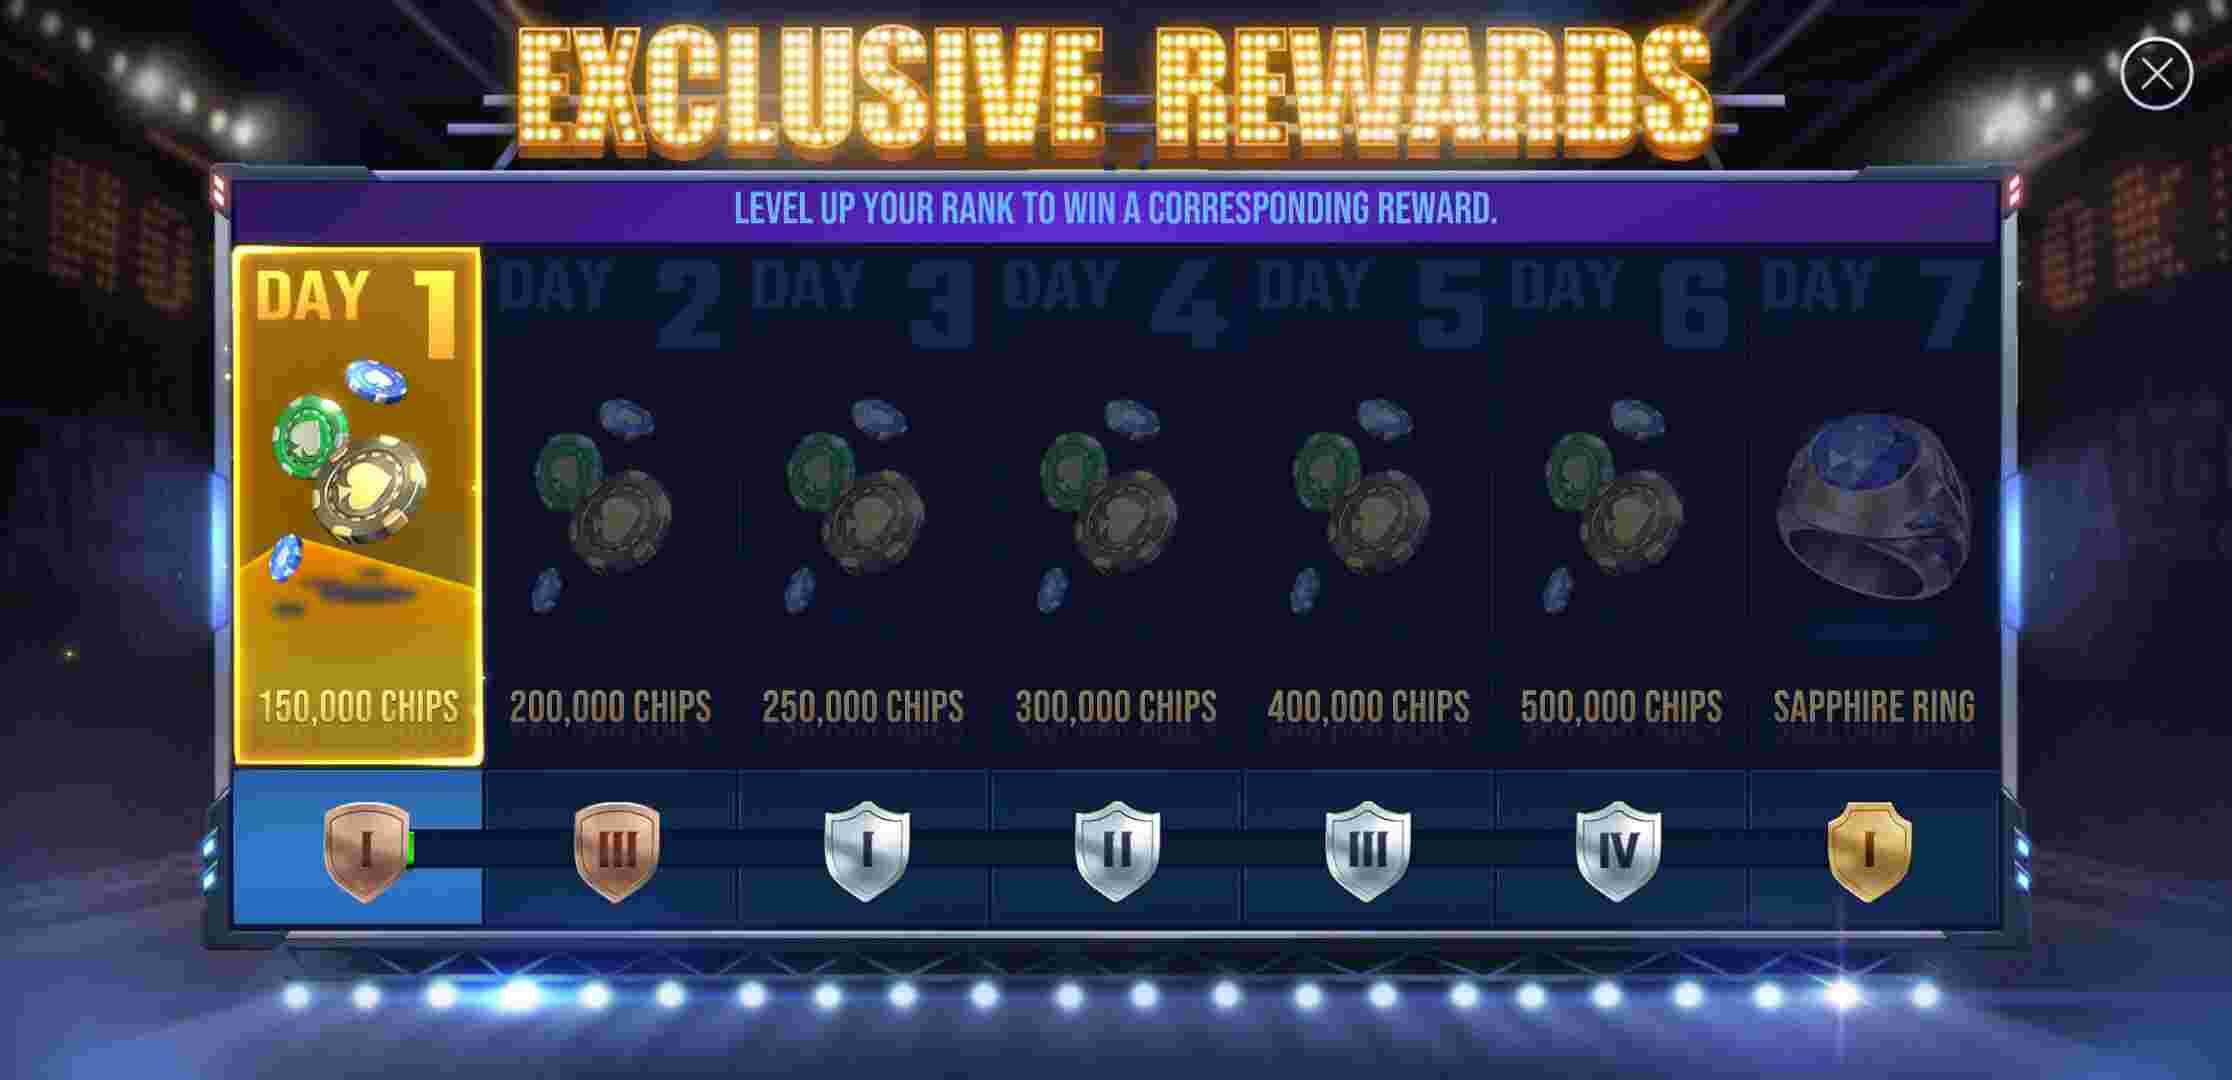 EXCLUSIVE REWARDS
LEVEL UP YOUR RANK TO WIN A CORRESPONDING REWARD.
DAY 1
DAY 2
DAY 3
DAY 4
DAY 5
DAY 6
DAY 7
150,000 CHIPS
200,000 CHIPS
250,000 CHIPS
300,000 CHIPS
400,000 CHIPS
500,000 CHIPS
SAPPHIRE RING
I
III
I
II
III
IV
I